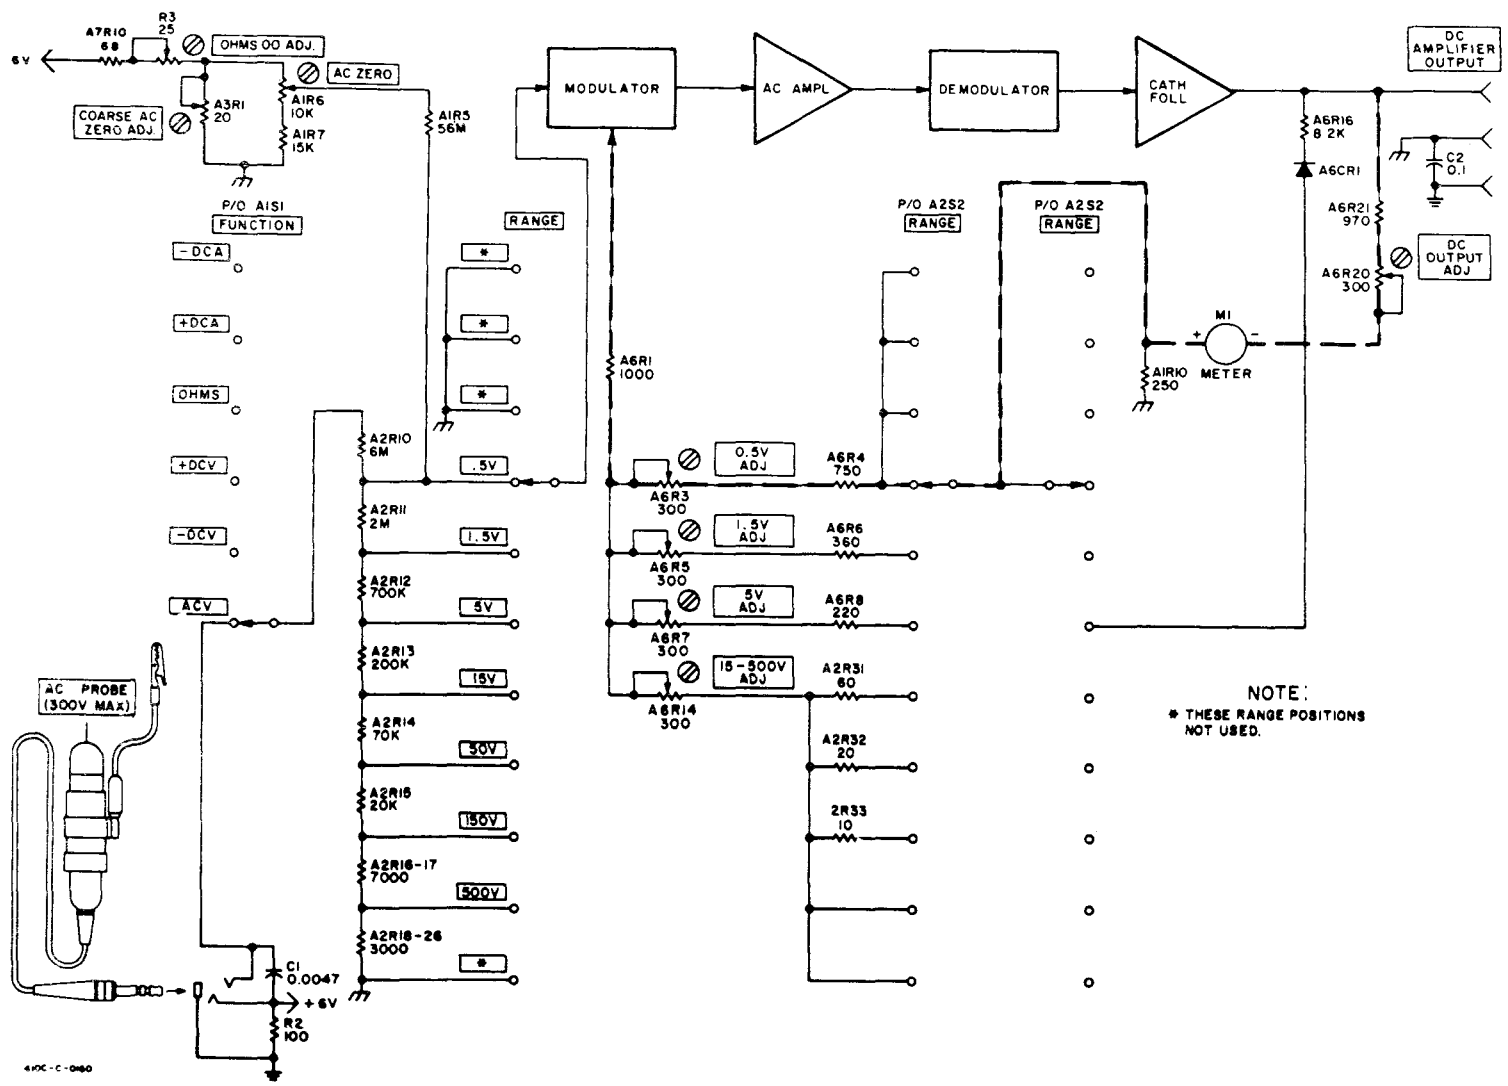 A7R10
68
R3
25
OHMS OO ADJ.
6V
AC ZERO
A3R1
20
COARSE AC
ZERO ADJ.
A1R6
10K
A1R7
15K
A1R5
56M
MODULATOR
AC AMPL
DEMODULATOR
CATH
FOLL
DC
AMPLIFIER
OUTPUT
A6R16
8.2K
A6CR1
C2
0.1
A6R21
970
DC
OUTPUT
ADJ
A6R20
300
P/O A1S1
FUNCTION
RANGE
P/O A2S2
RANGE
P/O A2S2
RANGE
-DCA
*
+DCA
*
OHMS
*
A6R1
1000
M1
+
-
METER
A1R10
250
A2R10
6M
+DCV
.5V
0.5V
ADJ
A6R4
750
A6R3
300
A2R11
2M
-DCV
1.5V
1.5V
ADJ
A6R6
360
A6R5
300
A2R12
700K
ACV
5V
5V
ADJ
A6R8
220
A6R7
300
A2R13
200K
15V
15-500V
ADJ
A2R31
60
A6R14
300
AC PROBE
(300V MAX)
A2R14
70K
50V
A2R32
20
NOTE:
* THESE RANGE POSITIONS
NOT USED.
A2R15
20K
150V
2R33
10
A2R16-17
7000
500V
A2R18-26
3000
*
C1
0.0047
+6V
R2
100
410C-C-0160